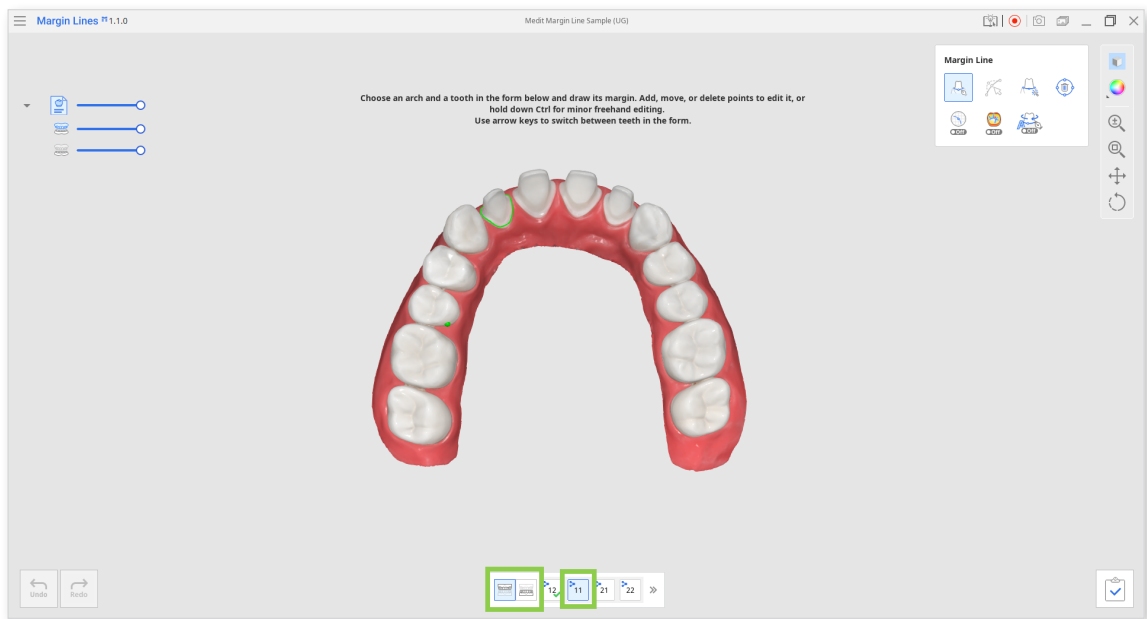 Margin Lines 1.1.0
Medit Margin Line Sample (UG)
Margin Line
Choose an arch and a tooth in the form below and draw its margin. Add, move, or delete points to edit it, or
hold down Ctrl for minor freehand editing.
Use arrow keys to switch between teeth in the form.
Undo
Redo
12
11
21
22